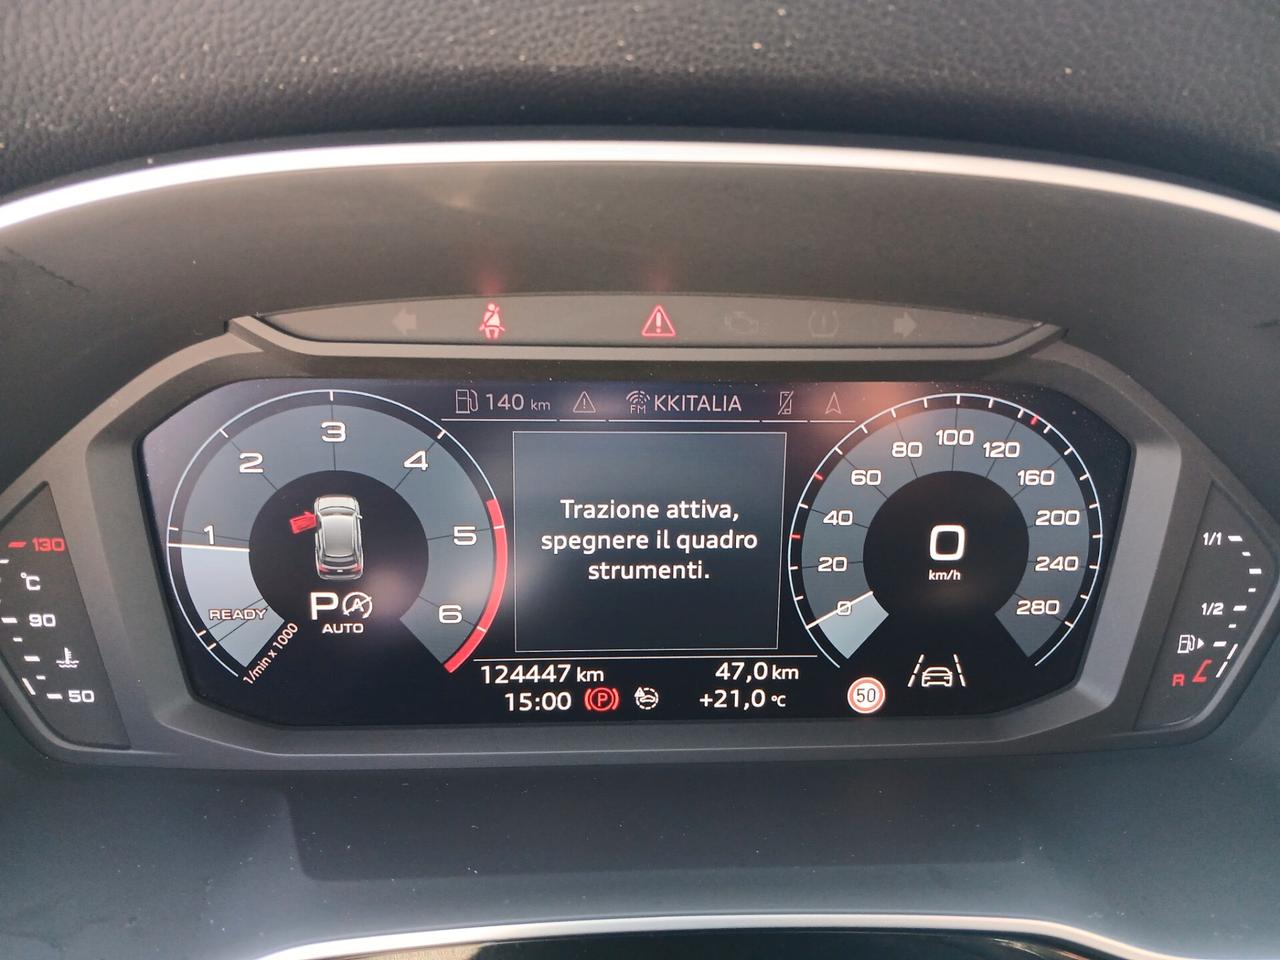 140 km
FM
KKITALIA
Trazione attiva,
spegnere il quadro
strumenti.
1
2
3
4
5
6
READY
1/min x 1000
P
A
AUTO
0
20
40
60
80
100
120
160
200
240
280
0
km/h
124447 km
47,0 km
15:00
P
+21,0 °C
50
130
°C
90
50
1/1
1/2
R